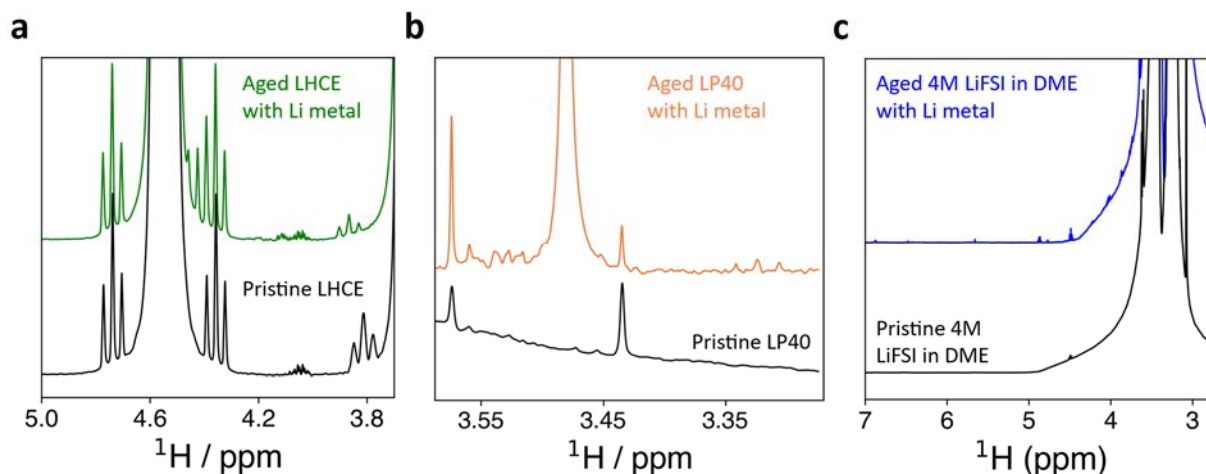 a
Aged LHCE
with Li metal
Pristine LHCE
5.0 4.6 4.2 3.8
¹H / ppm
b
Aged LP40
with Li metal
Pristine LP40
3.55 3.45 3.35
¹H / ppm
c
Aged 4M LiFSI in DME
with Li metal
Pristine 4M
LiFSI in DME
7 6 5 4 3
¹H (ppm)